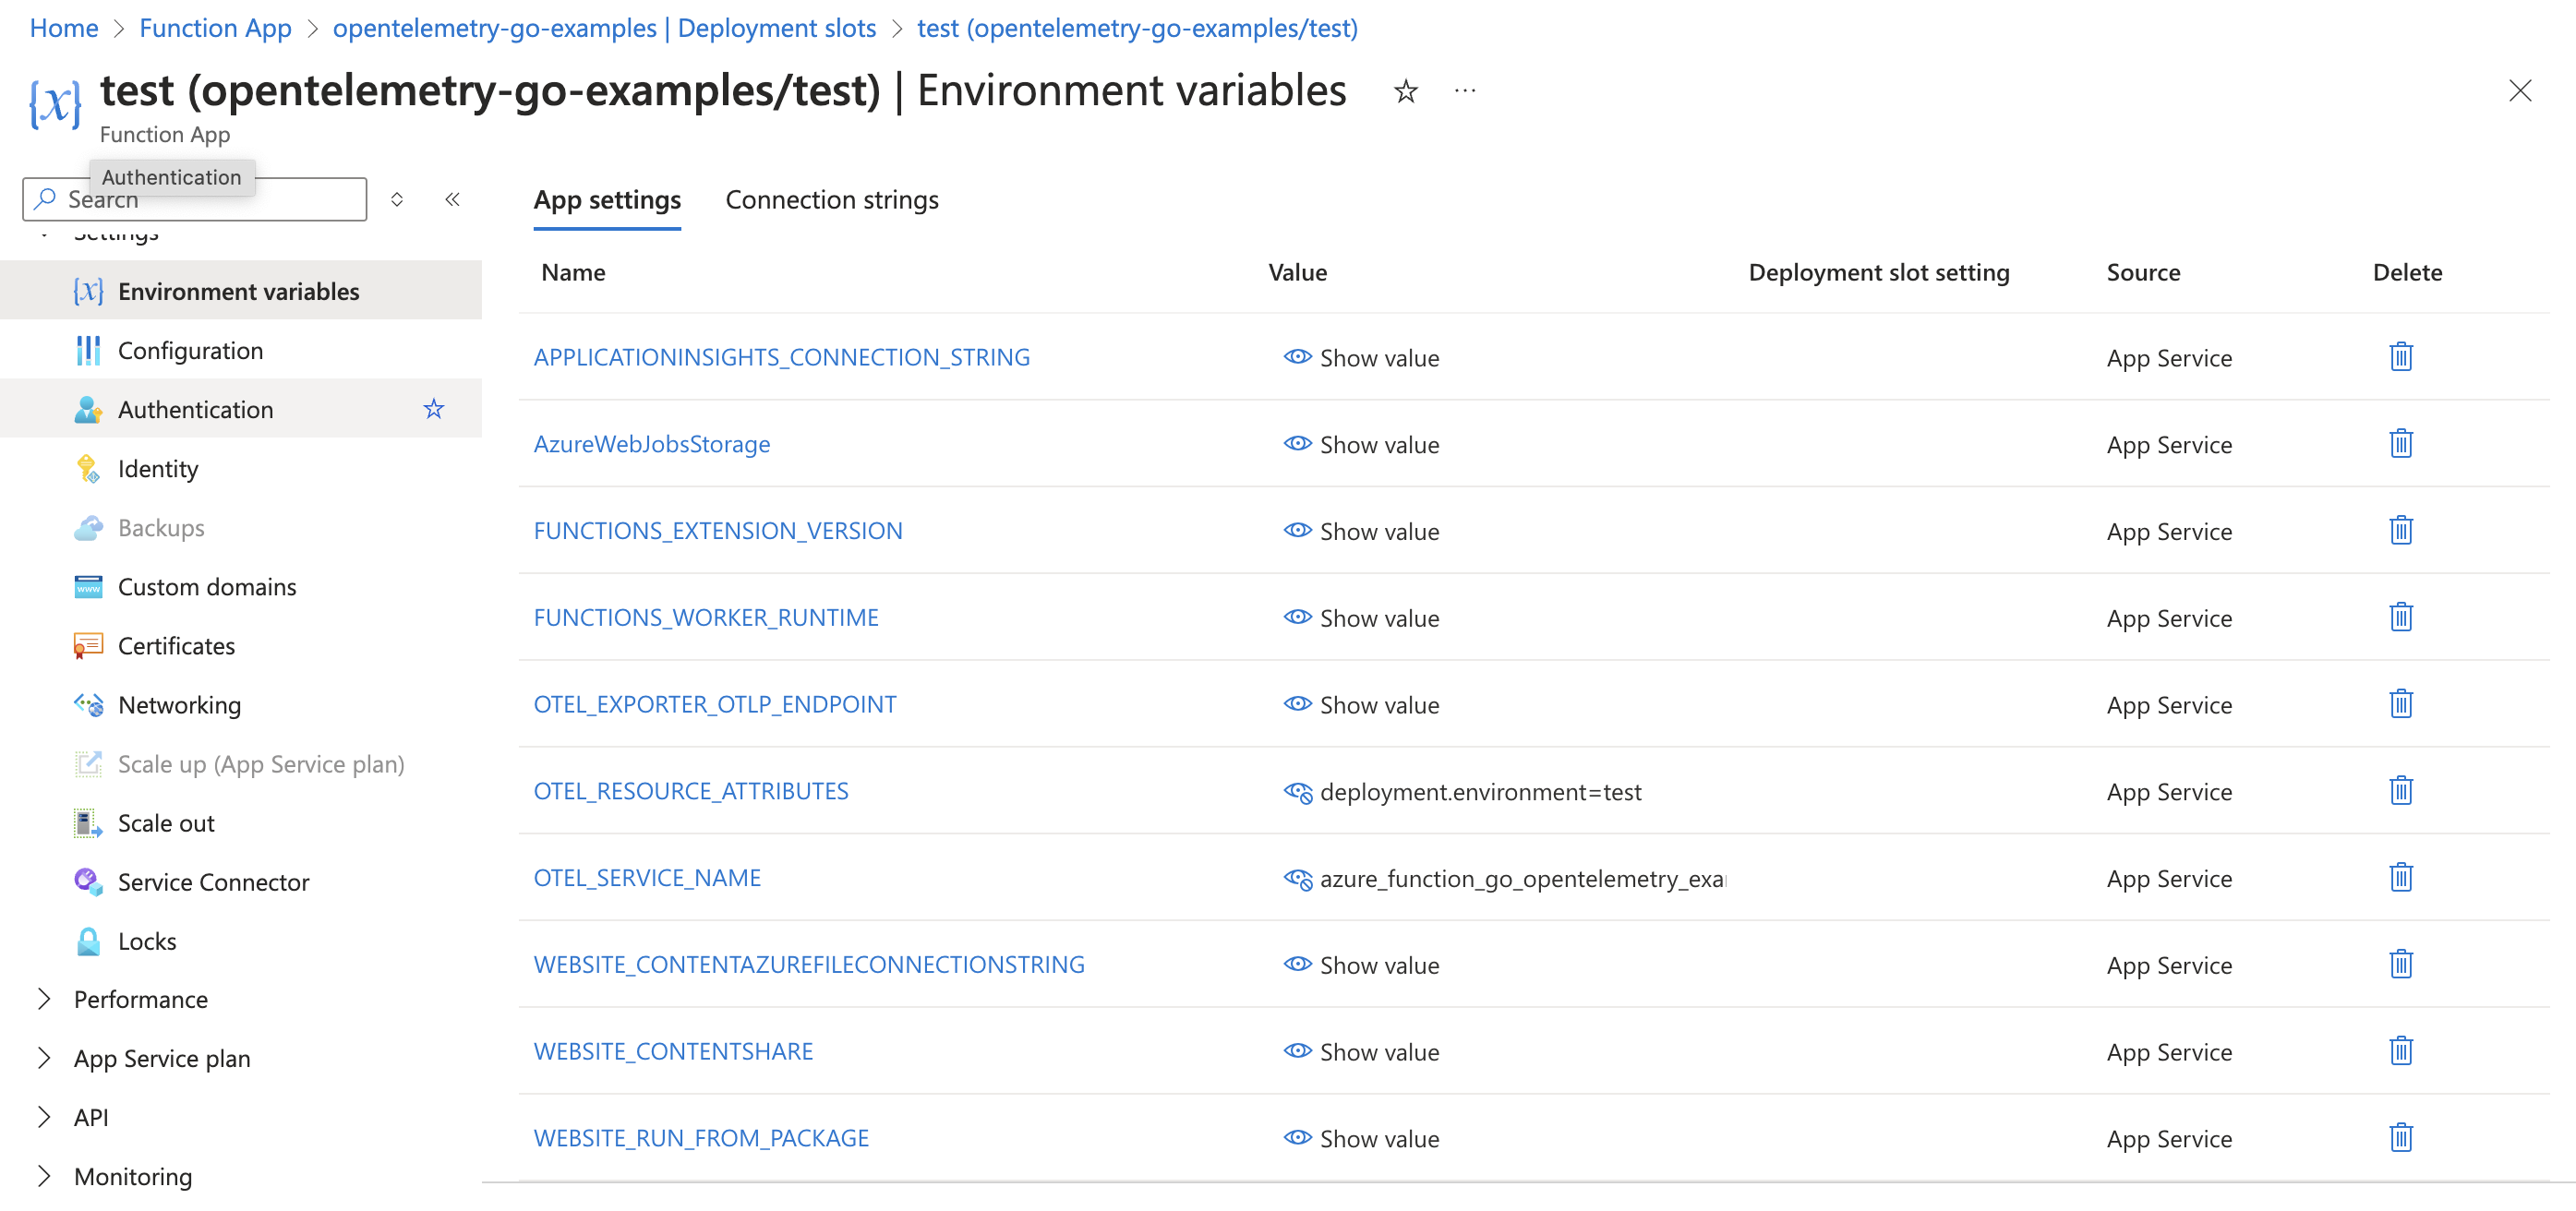 Home > Function App > opentelemetry-go-examples | Deployment slots > test (opentelemetry-go-examples/test)
{x} test (opentelemetry-go-examples/test) | Environment variables ☆ ...
Function App
Authentication
Search
Settings
Environment variables
Configuration
Authentication
Identity
Backups
Custom domains
Certificates
Networking
Scale up (App Service plan)
Scale out
Service Connector
Locks
Performance
App Service plan
API
Monitoring
App settings Connection strings
Name Value Deployment slot setting Source Delete
APPLICATIONINSIGHTS_CONNECTION_STRING Show value App Service
AzureWebJobsStorage Show value App Service
FUNCTIONS_EXTENSION_VERSION Show value App Service
FUNCTIONS_WORKER_RUNTIME Show value App Service
OTEL_EXPORTER_OTLP_ENDPOINT Show value App Service
OTEL_RESOURCE_ATTRIBUTES deployment.environment=test App Service
OTEL_SERVICE_NAME azure_function_go_opentelemetry_exa App Service
WEBSITE_CONTENTAZUREFILECONNECTIONSTRING Show value App Service
WEBSITE_CONTENTSHARE Show value App Service
WEBSITE_RUN_FROM_PACKAGE Show value App Service